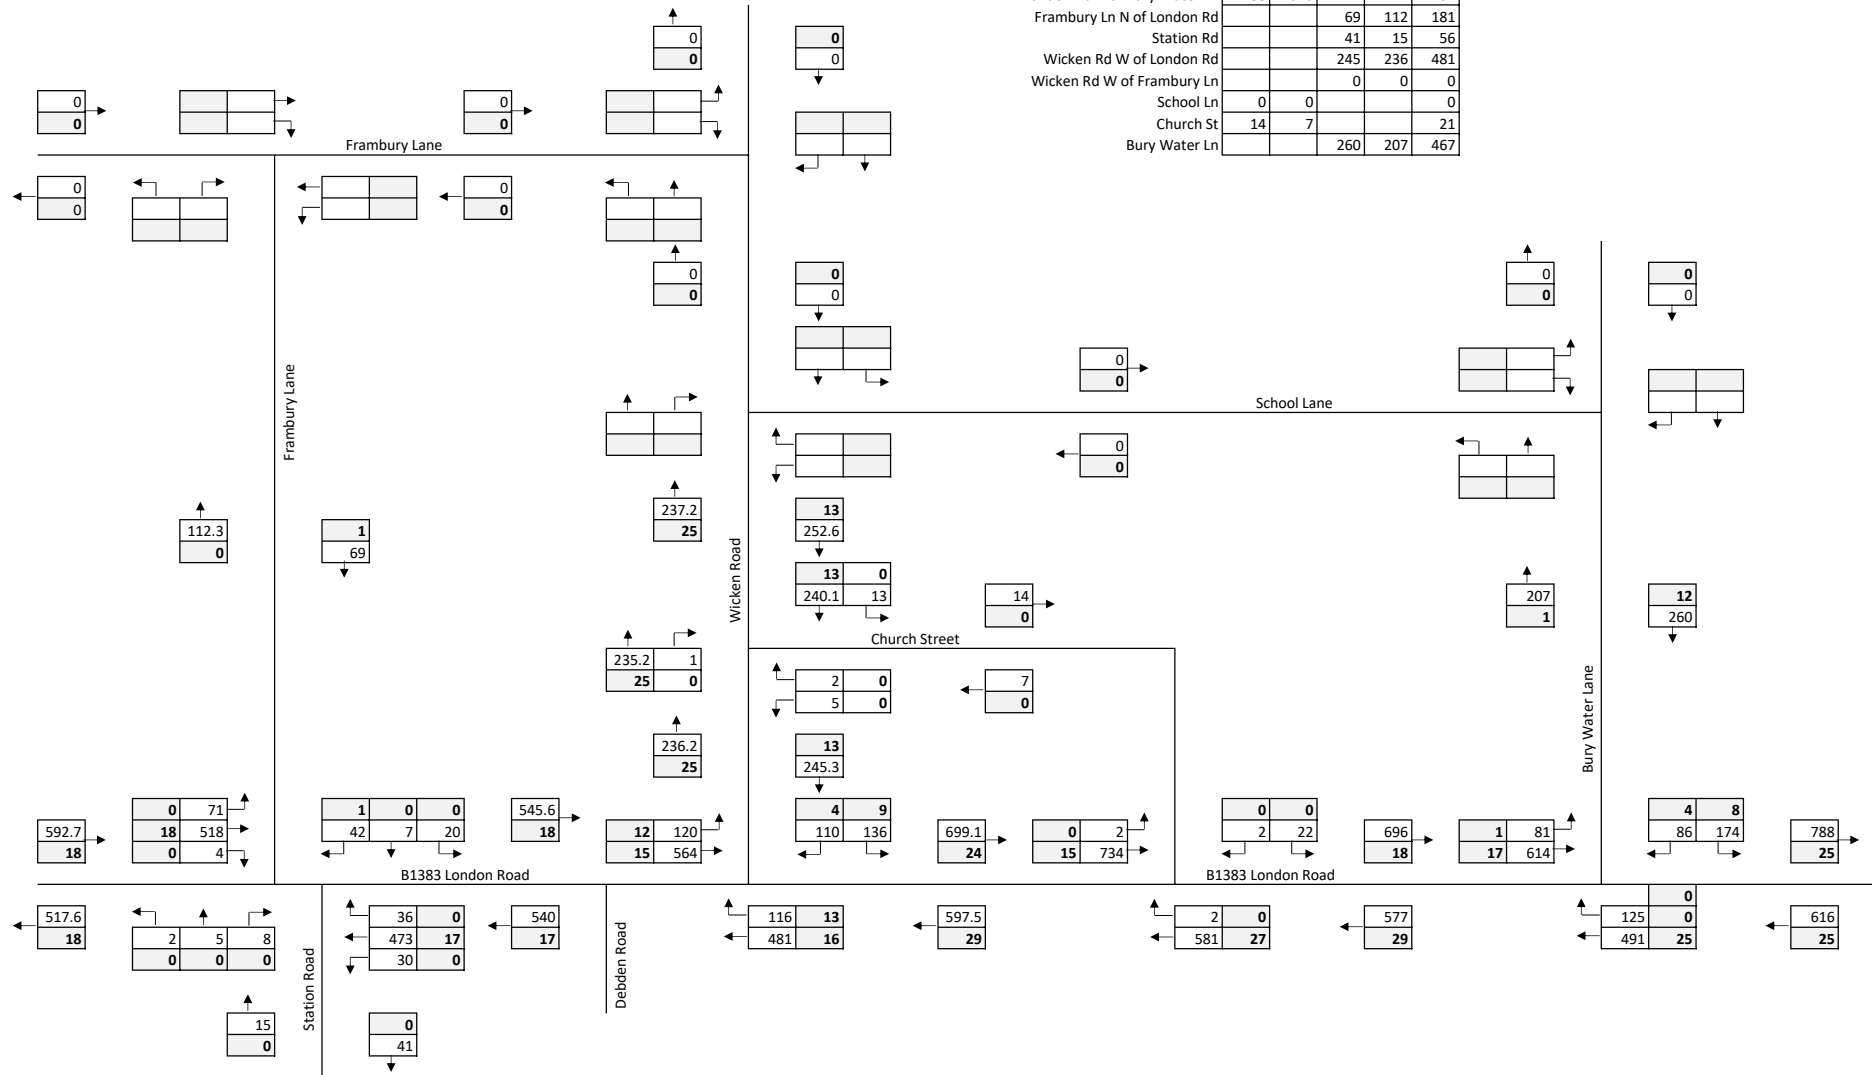 Frambury Ln N of London Rd 69 112 181
0 0 Station Rd 41 15 56
0 0 Wicken Rd W of London Rd 245 236 481
Wicken Rd W of Frambury Ln 0 0 0
0 0 School Ln 0 0 0
0 0 Church St 14 7 21
Frambury Lane Bury Water Ln 260 207 467
0 0
0 0
0 0 0 0
0 0 0 0
0
0
School Lane
Frambury Lane
0
0
237.2 13
112.3 1 25 252.6
0 69
Wicken Road
13 0
240.1 13 14 207 12
0 1 260
Church Street
235.2 1
25 0 2 0 7
5 0 0
Bury Water Lane
236.2 13
25 245.3
0 71 1 0 0 545.6 4 9 0 0 4 8
592.7 18 518 42 7 20 18 12 120 110 136 699.1 0 2 2 22 696 1 81 86 174 788
18 0 4 15 564 24 15 734 18 17 614 25
B1383 London Road B1383 London Road
0
517.6 36 0 540 116 13 597.5 2 0 577 125 0 616
18 2 5 8 473 17 17 481 16 29 581 27 29 491 25 25
0 0 0 30 0
Station Road
Debden Road
15 0
0 41